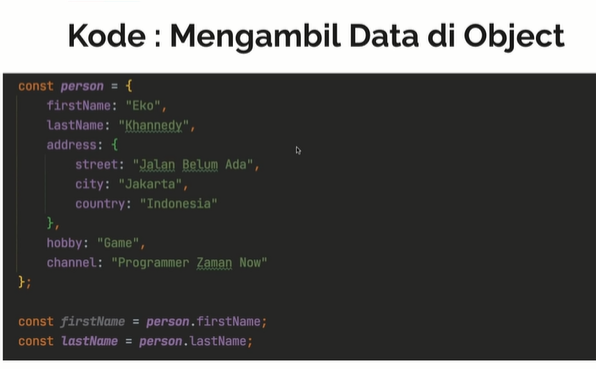 Kode : Mengambil Data di Object
const person = {
    firstName: "Eko",
    lastName: "Khannedy",
    address: {
        street: "Jalan Belum Ada",
        city: "Jakarta",
        country: "Indonesia"
    },
    hobby: "Game",
    channel: "Programmer Zaman Now"
};
const firstName = person.firstName;
const lastName = person.lastName;